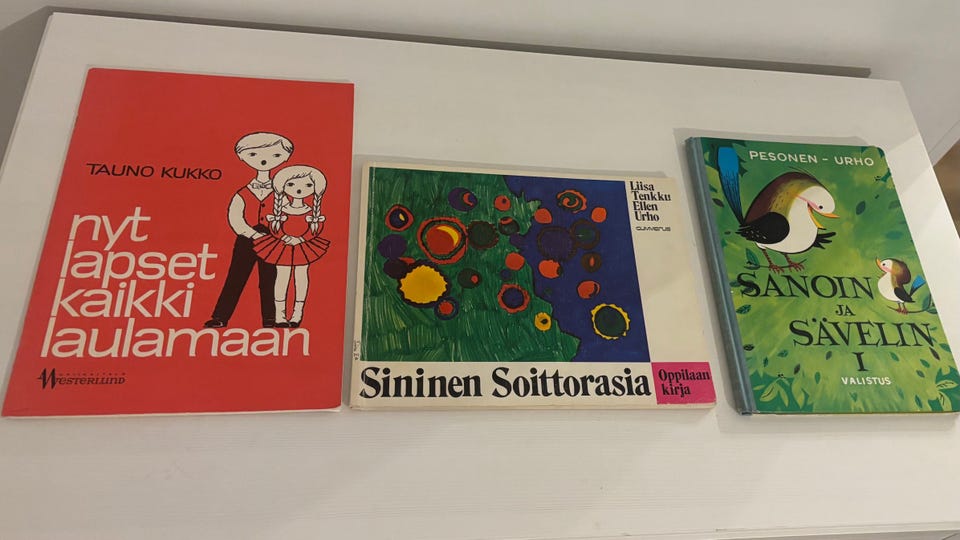 TAUNO KUKKO
nyt
lapset
kaikki
laulamaan
WESTERLUND
Liisa
Tenkku
Ellen
Urho
GUMMERUS
Sininen Soittorasia
Oppilaan
kirja
PESONEN - URHO
SANOIN
JA
SÄVELIN
I
VALISTUS